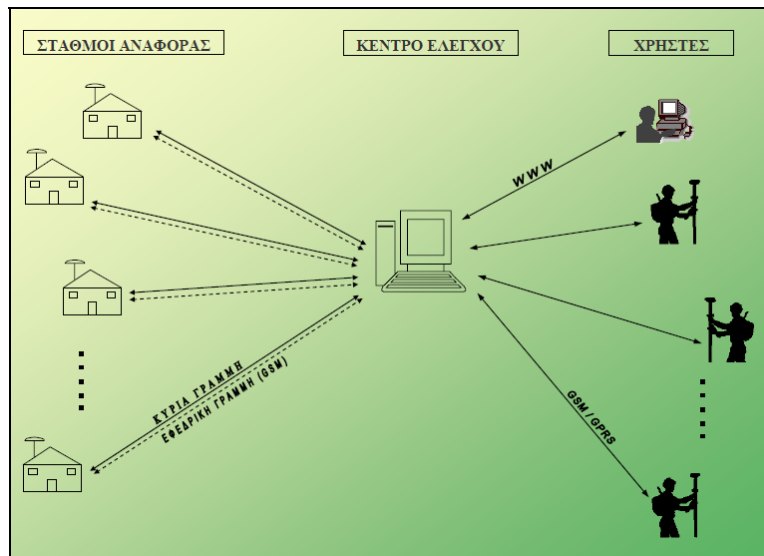 ΣΤΑΘΜΟΙ ΑΝΑΦΟΡΑΣ
ΚΕΝΤΡΟ ΕΛΕΓΧΟΥ
ΧΡΗΣΤΕΣ
WWW
ΚΥΡΙΑ ΓΡΑΜΜΗ
ΕΦΕΔΡΙΚΗ ΓΡΑΜΜΗ (GSM)
GSM / GPRS